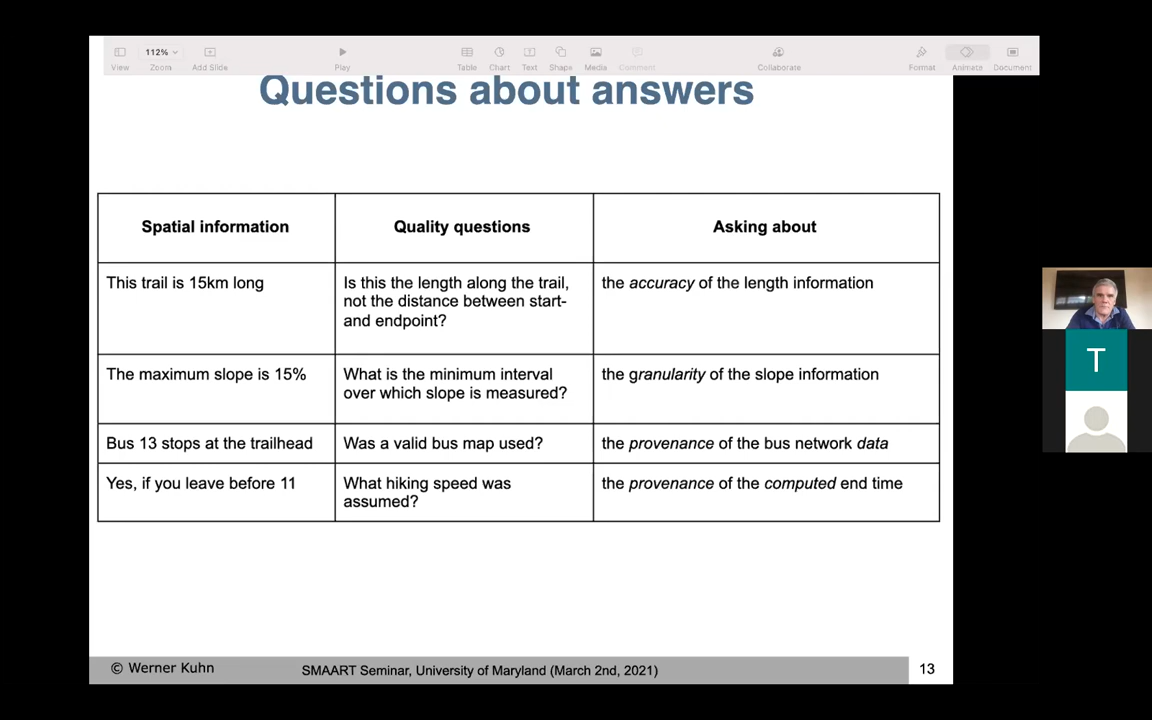 112%
View
Zoom
Add Slide
Play
Table
Chart
Text
Shape
Media
Comment
Collaborate
Format
Animate
Document
Questions about answers
Spatial information
Quality questions
Asking about
This trail is 15km long
Is this the length along the trail,
not the distance between start-
and endpoint?
the accuracy of the length information
The maximum slope is 15%
What is the minimum interval
over which slope is measured?
the granularity of the slope information
Bus 13 stops at the trailhead
Was a valid bus map used?
the provenance of the bus network data
Yes, if you leave before 11
What hiking speed was
assumed?
the provenance of the computed end time
T
© Werner Kuhn
SMAART Seminar, University of Maryland (March 2nd, 2021)
13